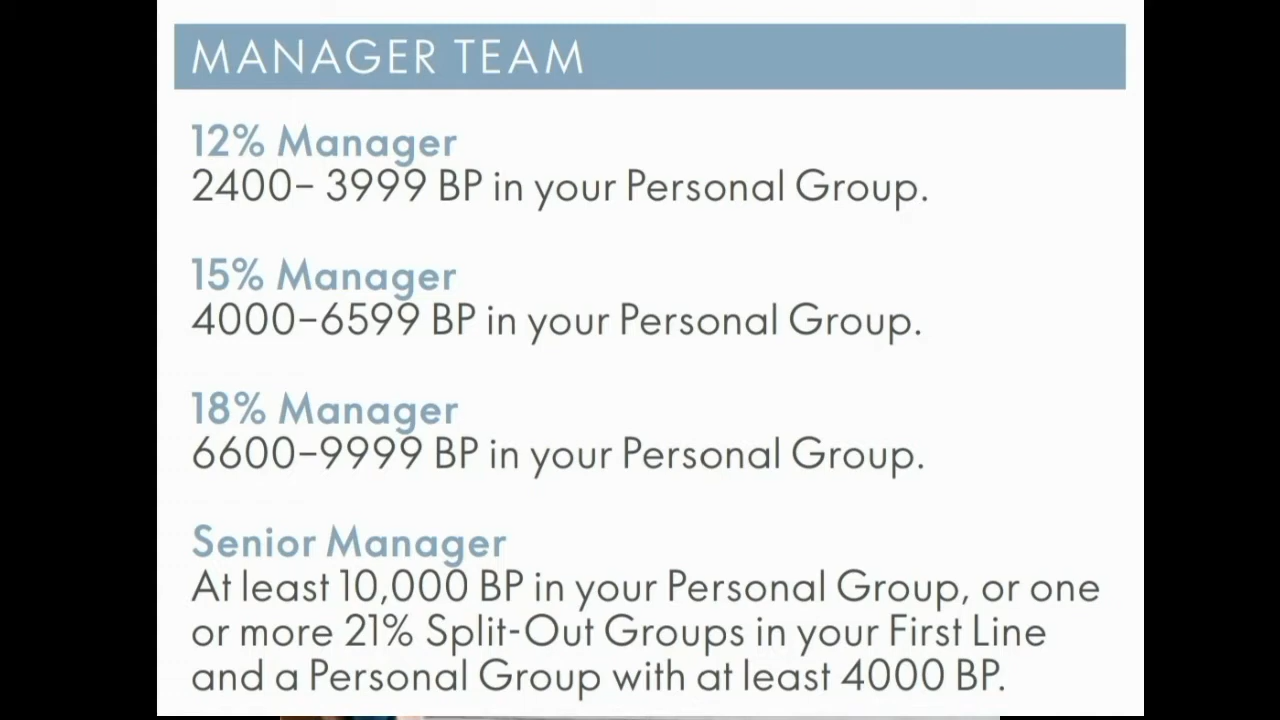 MANAGER TEAM
12% Manager
2400– 3999 BP in your Personal Group.
15% Manager
4000–6599 BP in your Personal Group.
18% Manager
6600–9999 BP in your Personal Group.
Senior Manager
At least 10,000 BP in your Personal Group, or one
or more 21% Split-Out Groups in your First Line
and a Personal Group with at least 4000 BP.